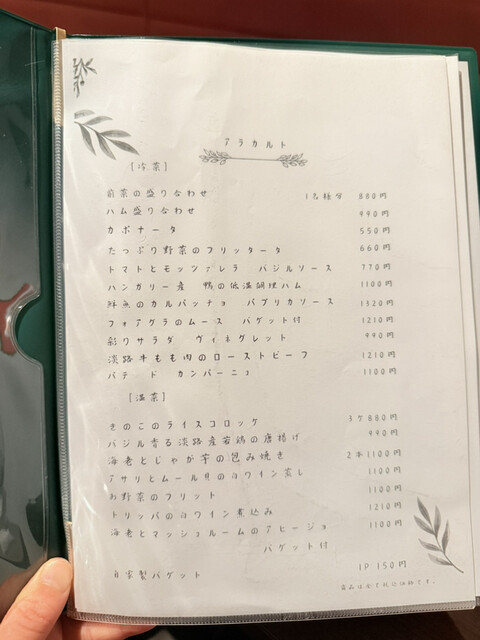 アラカルト
[冷菜]
前菜の盛り合わせ 1名様分 880円
ハム盛り合わせ 990円
カポナータ 550円
たっぷり野菜のフリッタータ 660円
トマトとモッツァレラ バジルソース 770円
ハンガリー産 鴨の低温調理ハム 1100円
鮮魚のカルパッチョ パプリカソース 1320円
フォアグラのムース バゲット付 1210円
彩りサラダ ヴィネグレット 990円
淡路牛もも肉のローストビーフ 1210円
パテ ド カンパーニュ 1100円
[温菜]
きのこのライスコロッケ 3ケ880円
バジル香る淡路産若鶏の唐揚げ 990円
海老とじゃが芋の包み焼き 2本1100円
アサリとムール貝の白ワイン蒸し 1100円
お野菜のフリット 1100円
トリッパの白ワイン煮込み 1210円
海老とマッシュルームのアヒージョ 1100円
バゲット付
自家製バゲット 1P 150円
商品は全て税込価格です。